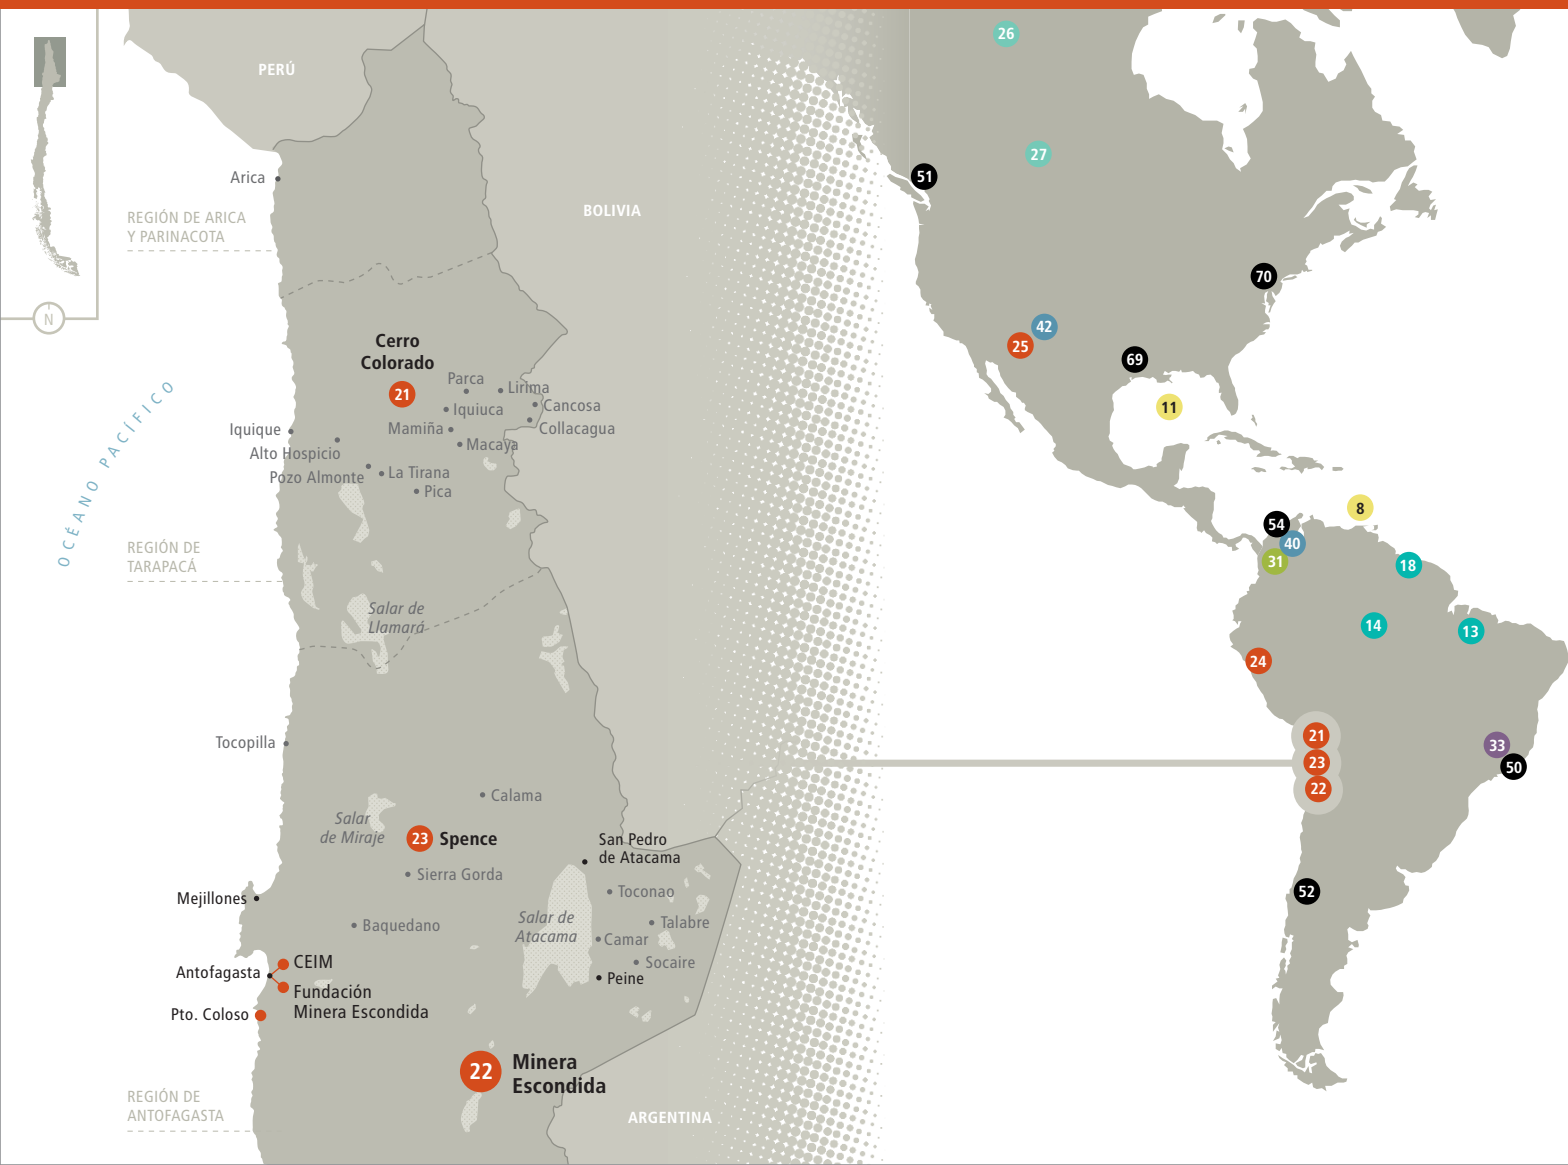 PERÚ
BOLIVIA
Arica
REGIÓN DE ARICA
Y PARINACOTA
N
OCÉANO PACÍFICO
Cerro
Colorado
21
Parca
Lirima
Iquiuca
Cancosa
Mamiña
Collacagua
Iquique
Macaya
Alto Hospicio
Pozo Almonte
La Tirana
Pica
REGIÓN DE
TARAPACÁ
Salar de
Llamará
Tocopilla
Calama
Salar
de Miraje
23 Spence
San Pedro
de Atacama
Sierra Gorda
Toconao
Mejillones
Baquedano
Salar de
Atacama
Talabre
Camar
Socaire
Peine
Antofagasta
CEIM
Fundación
Minera Escondida
Pto. Coloso
22
Minera
Escondida
REGIÓN DE
ANTOFAGASTA
ARGENTINA
26
27
51
70
42
25
69
11
8
54
40
31
18
14
13
24
21
23
22
33
50
52